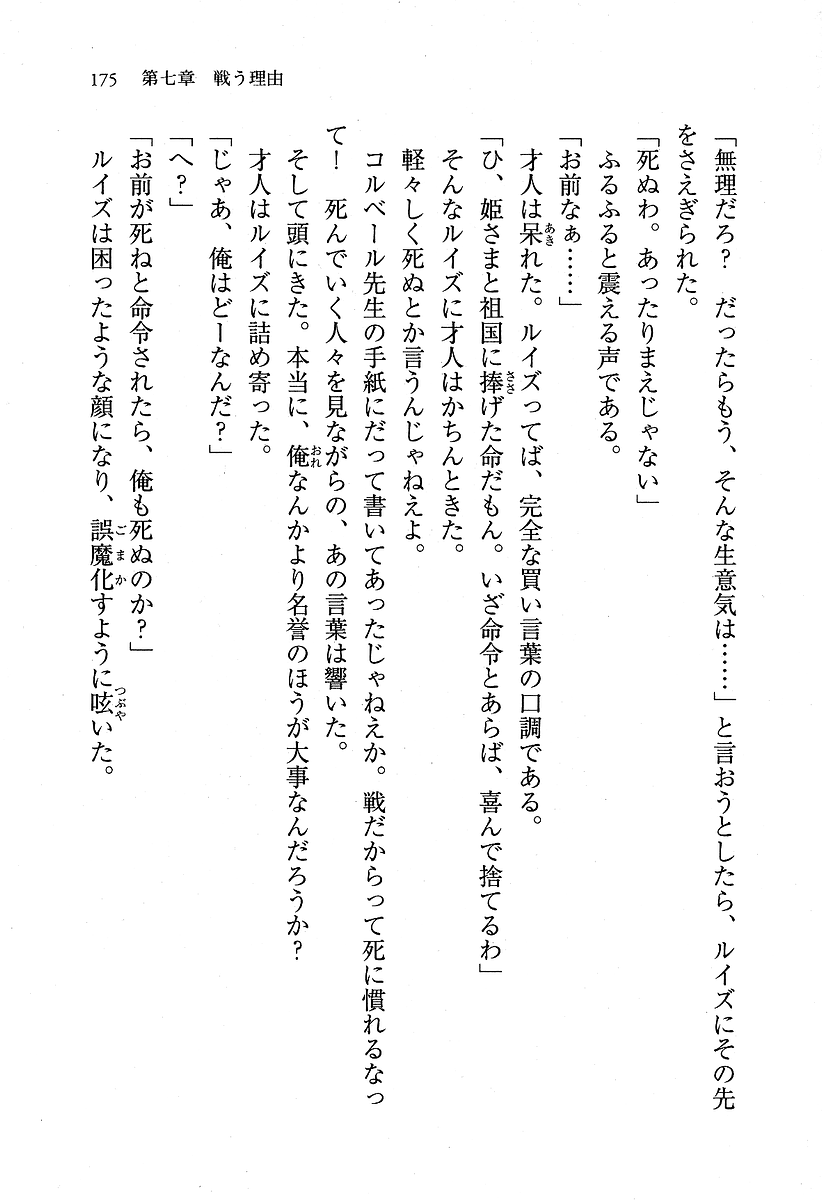 175　第七章　戦う理由
「無理だろ？　だったらもう、そんな生意気は……」と言おうとしたら、ルイズにその先
をさえぎられた。
「死ぬわ。あったりまえじゃない」
ふるふると震える声である。
「お前なぁ……」
才人は呆れた。ルイズってば、完全な買い言葉の口調である。
「ひ、姫さまと祖国に捧げた命だもん。いざ命令とあらば、喜んで捨てるわ」
そんなルイズに才人はかちんときた。
軽々しく死ぬとか言うんじゃねえよ。
コルベール先生の手紙にだって書いてあったじゃねえか。戦だからって死に慣れるなっ
て！　死んでいく人々を見ながらの、あの言葉は響いた。
そして頭にきた。本当に、俺なんかより名誉のほうが大事なんだろうか？
才人はルイズに詰め寄った。
「じゃあ、俺はどーなんだ？」
「へ？」
「お前が死ねと命令されたら、俺も死ぬのか？」
ルイズは困ったような顔になり、誤魔化すように呟いた。